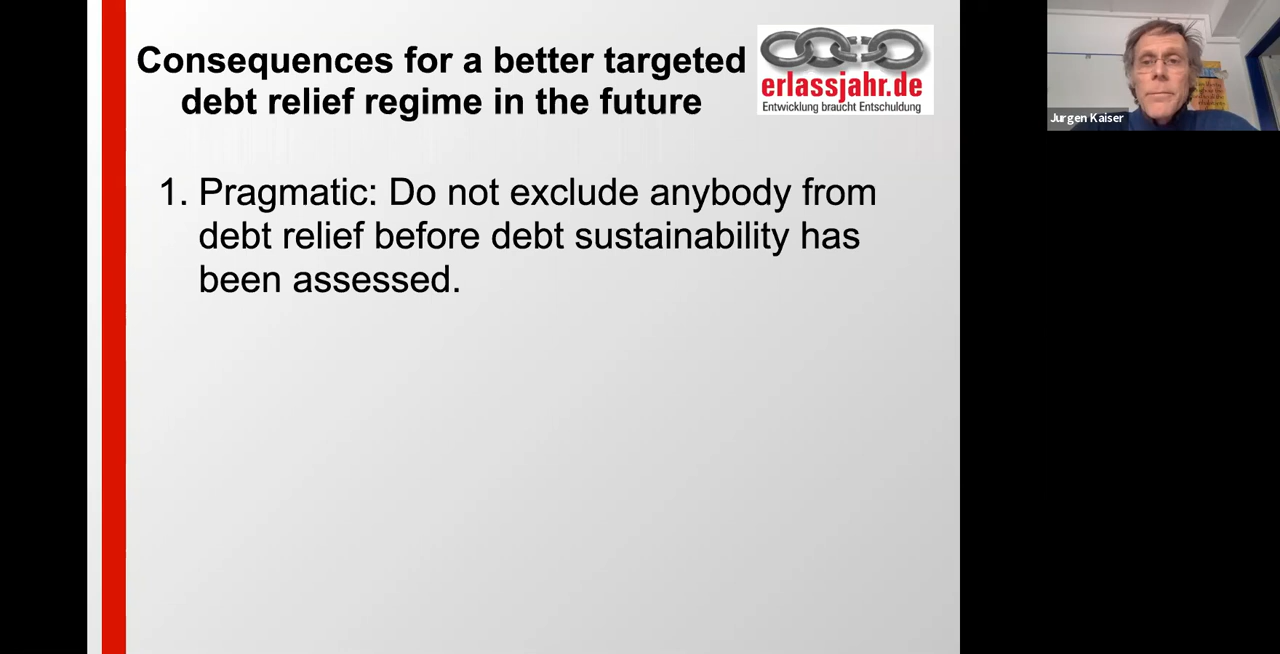 Consequences for a better targeted
debt relief regime in the future
erlassjahr.de
Entwicklung braucht Entschuldung
1. Pragmatic: Do not exclude anybody from
debt relief before debt sustainability has
been assessed.
Jurgen Kaiser